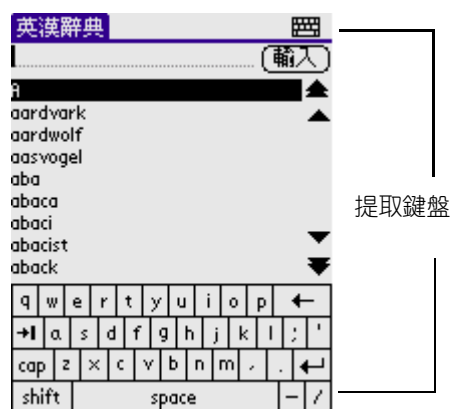 英漢辭典
輸入
A
aardvark
aardwolf
aasvogel
aba
abaca
abaci
abacist
aback
提取鍵盤
q w e r t y u i o p ←
→I a s d f g h j k l ; '
cap z x c v b n m , . ↵
shift space - /